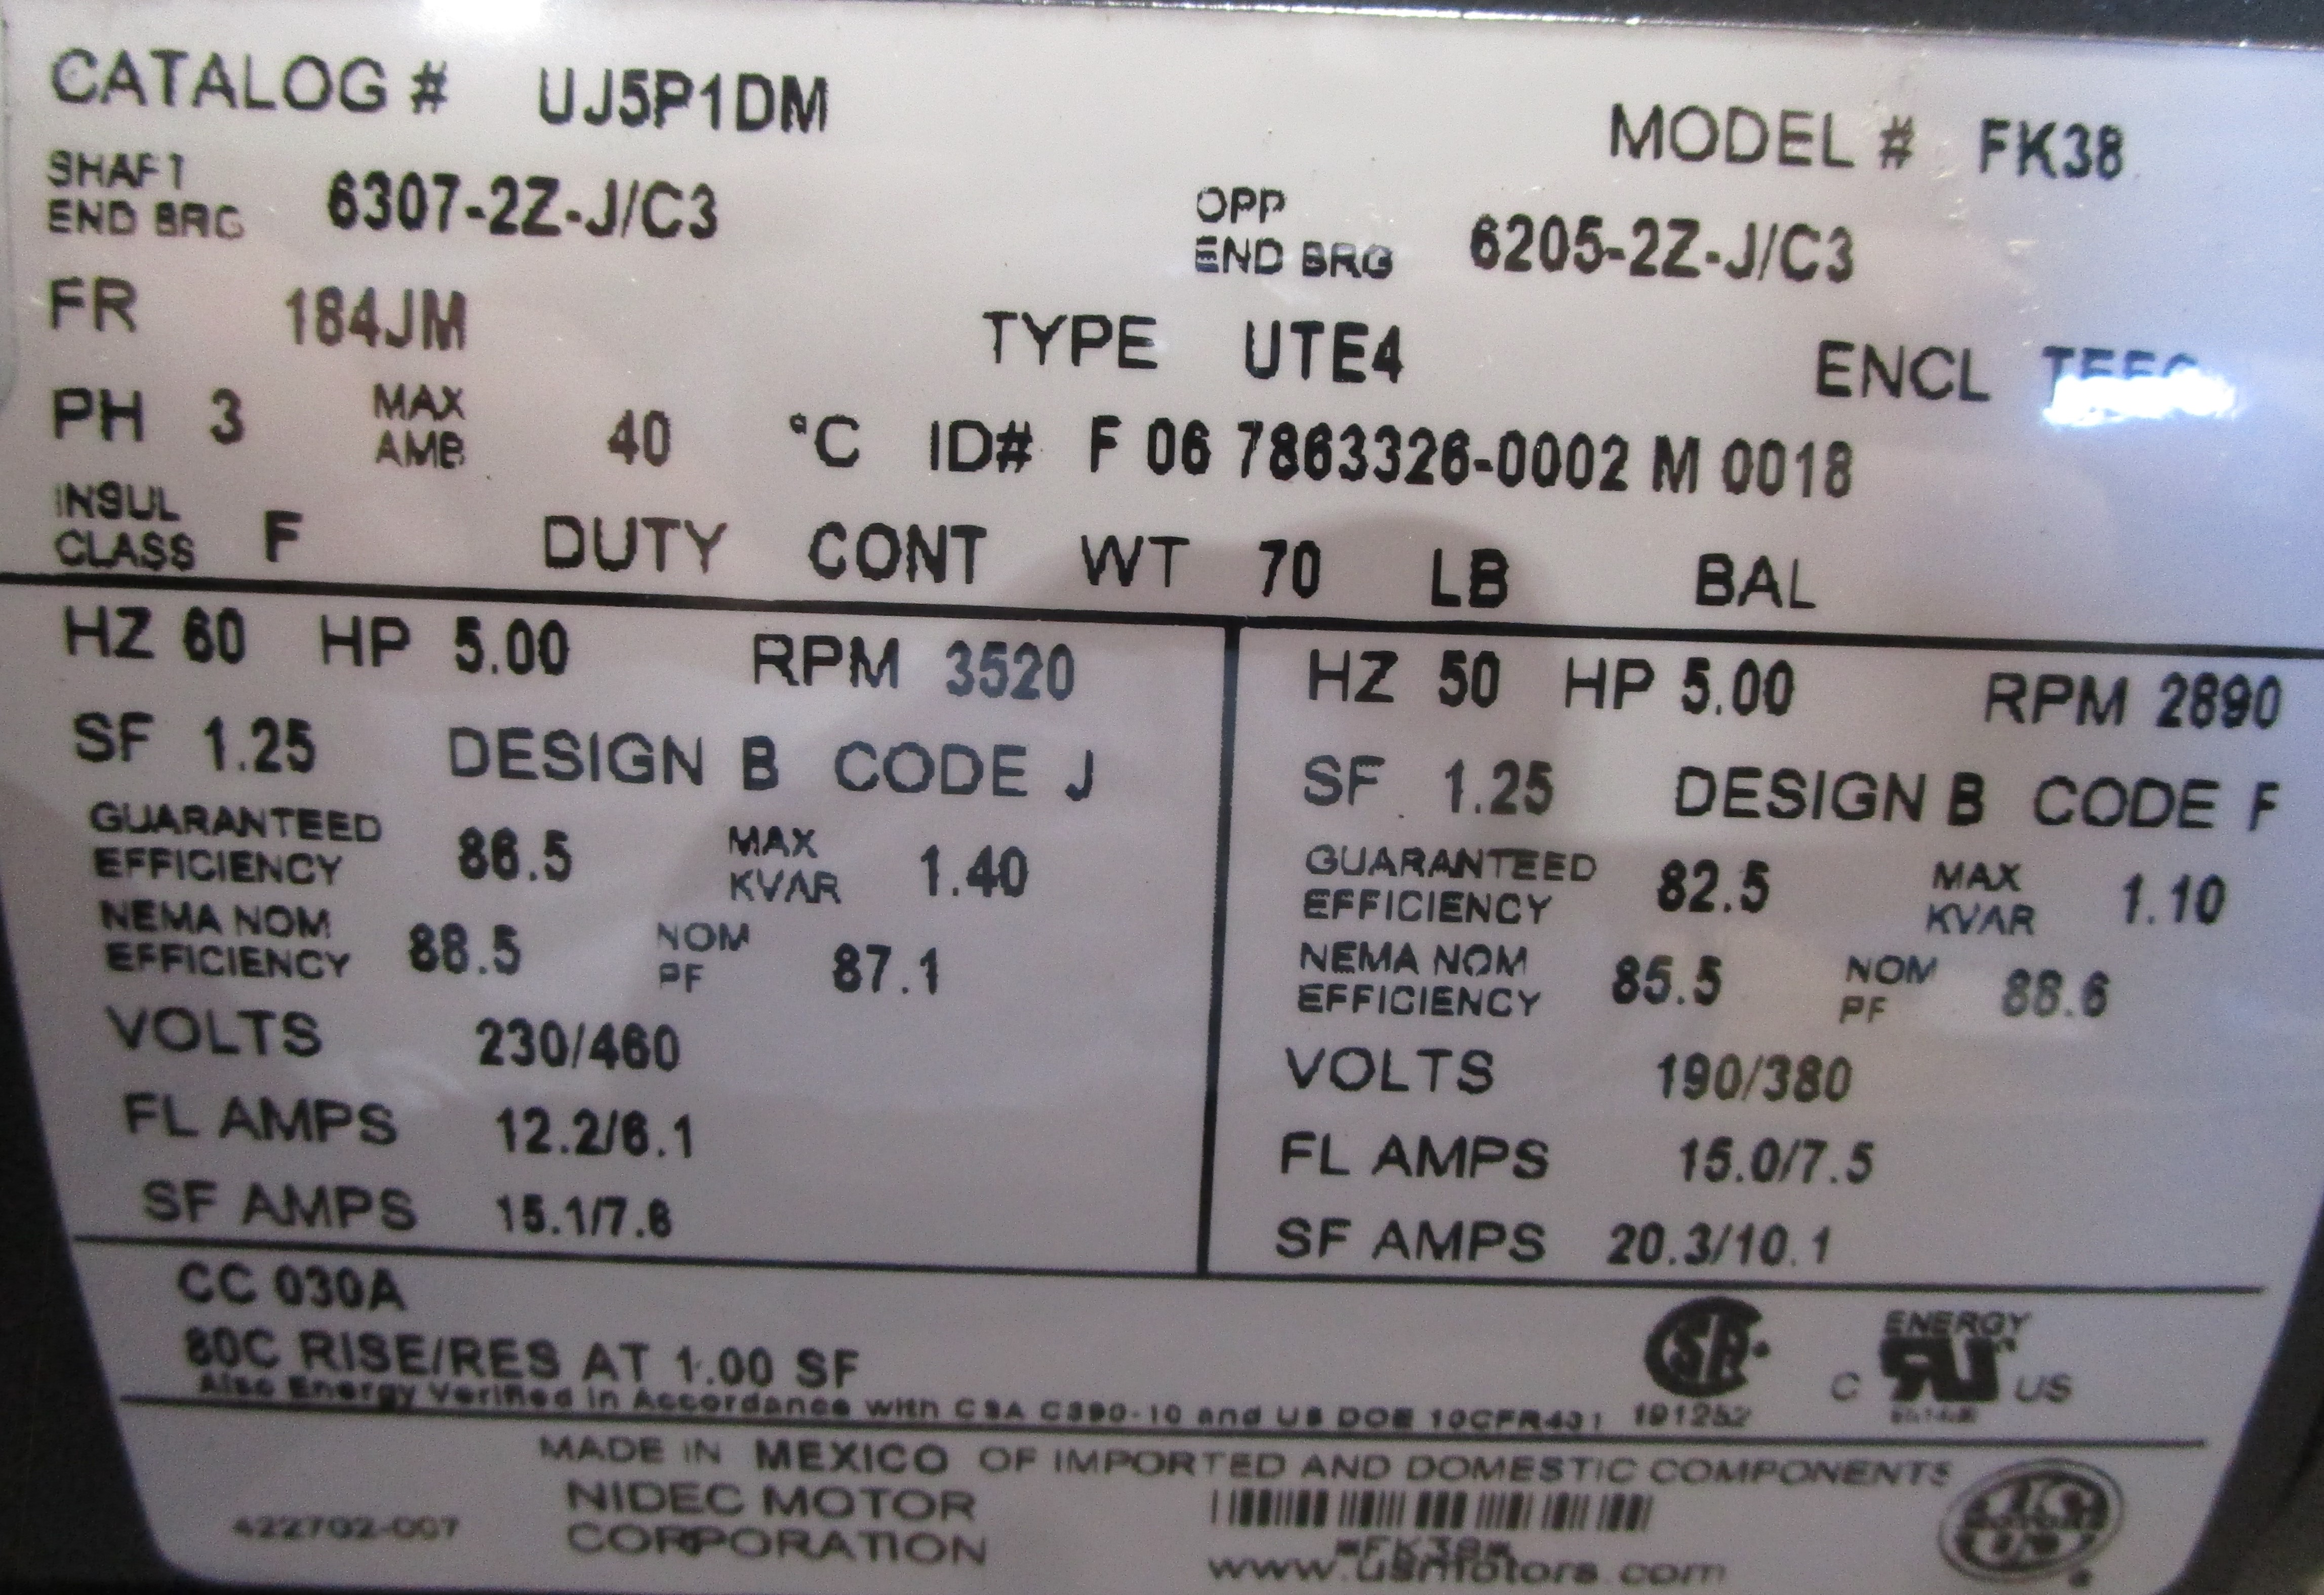 CATALOG # UJ5P1DM MODEL # FK38
SHAFT END BRG 6307-2Z-J/C3 OPP END BRG 6205-2Z-J/C3
FR 184JM TYPE UTE4 ENCL
PH 3 MAX AMB 40 °C ID# F 06 7863326-0002 M 0018
INSUL CLASS F DUTY CONT WT 70 LB BAL
HZ 60 HP 5.00 RPM 3520
SF 1.25 DESIGN B CODE J
GUARANTEED EFFICIENCY 86.5 MAX KVAR 1.40
NEMA NOM EFFICIENCY 88.5 NOM PF 87.1
VOLTS 230/460
FL AMPS 12.2/6.1
SF AMPS 15.1/7.6
HZ 50 HP 5.00 RPM 2890
SF 1.25 DESIGN B CODE F
GUARANTEED EFFICIENCY 82.5 MAX KVAR 1.10
NEMA NOM EFFICIENCY 85.5 NOM PF 88.6
VOLTS 190/380
FL AMPS 15.0/7.5
SF AMPS 20.3/10.1
CC 030A
80C RISE/RES AT 1.00 SF
Also Energy Verified in Accordance with CSA C390-10 and US DOE 10CFR431 191252
ENERGY
C US
MADE IN MEXICO OF IMPORTED AND DOMESTIC COMPONENTS
NIDEC MOTOR
CORPORATION
422702-007
*FK38*
www.usmotors.com